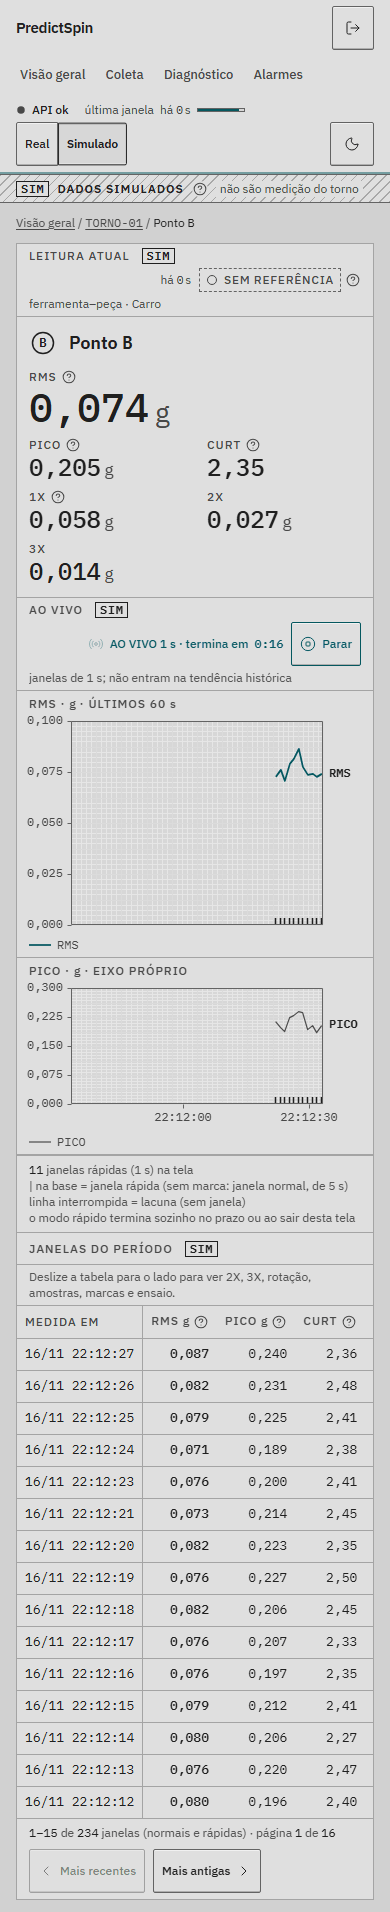 PredictSpin
Visão geral Coleta Diagnóstico Alarmes
API ok última janela há 0 s
Real Simulado
SIM DADOS SIMULADOS ? não são medição do torno
Visão geral / TORNO-01 / Ponto B
LEITURA ATUAL SIM
há 0 s SEM REFERÊNCIA ?
ferramenta–peça · Carro
B Ponto B
RMS ?
0,074 g
PICO ? CURT ?
0,205 g 2,35
1X ? 2X
0,058 g 0,027 g
3X
0,014 g
AO VIVO SIM
AO VIVO 1 s · termina em 0:16 Parar
janelas de 1 s; não entram na tendência histórica
RMS · g · ÚLTIMOS 60 s
0,100
0,075 RMS
0,050
0,025
0,000
RMS
PICO · g · EIXO PRÓPRIO
0,300
0,225 PICO
0,150
0,075
0,000
22:12:00 22:12:30
PICO
11 janelas rápidas (1 s) na tela
| na base = janela rápida (sem marca: janela normal, de 5 s)
linha interrompida = lacuna (sem janela)
o modo rápido termina sozinho no prazo ou ao sair desta tela
JANELAS DO PERÍODO SIM
Deslize a tabela para o lado para ver 2X, 3X, rotação,
amostras, marcas e ensaio.
MEDIDA EM RMS g ? PICO g ? CURT ?
16/11 22:12:27 0,087 0,240 2,36
16/11 22:12:26 0,082 0,231 2,48
16/11 22:12:25 0,079 0,225 2,41
16/11 22:12:24 0,071 0,189 2,38
16/11 22:12:23 0,076 0,200 2,41
16/11 22:12:21 0,073 0,214 2,45
16/11 22:12:20 0,082 0,223 2,35
16/11 22:12:19 0,076 0,227 2,50
16/11 22:12:18 0,082 0,206 2,45
16/11 22:12:17 0,076 0,207 2,33
16/11 22:12:16 0,076 0,197 2,35
16/11 22:12:15 0,079 0,212 2,41
16/11 22:12:14 0,080 0,206 2,27
16/11 22:12:13 0,076 0,220 2,47
16/11 22:12:12 0,080 0,196 2,40
1–15 de 234 janelas (normais e rápidas) · página 1 de 16
Mais recentes Mais antigas